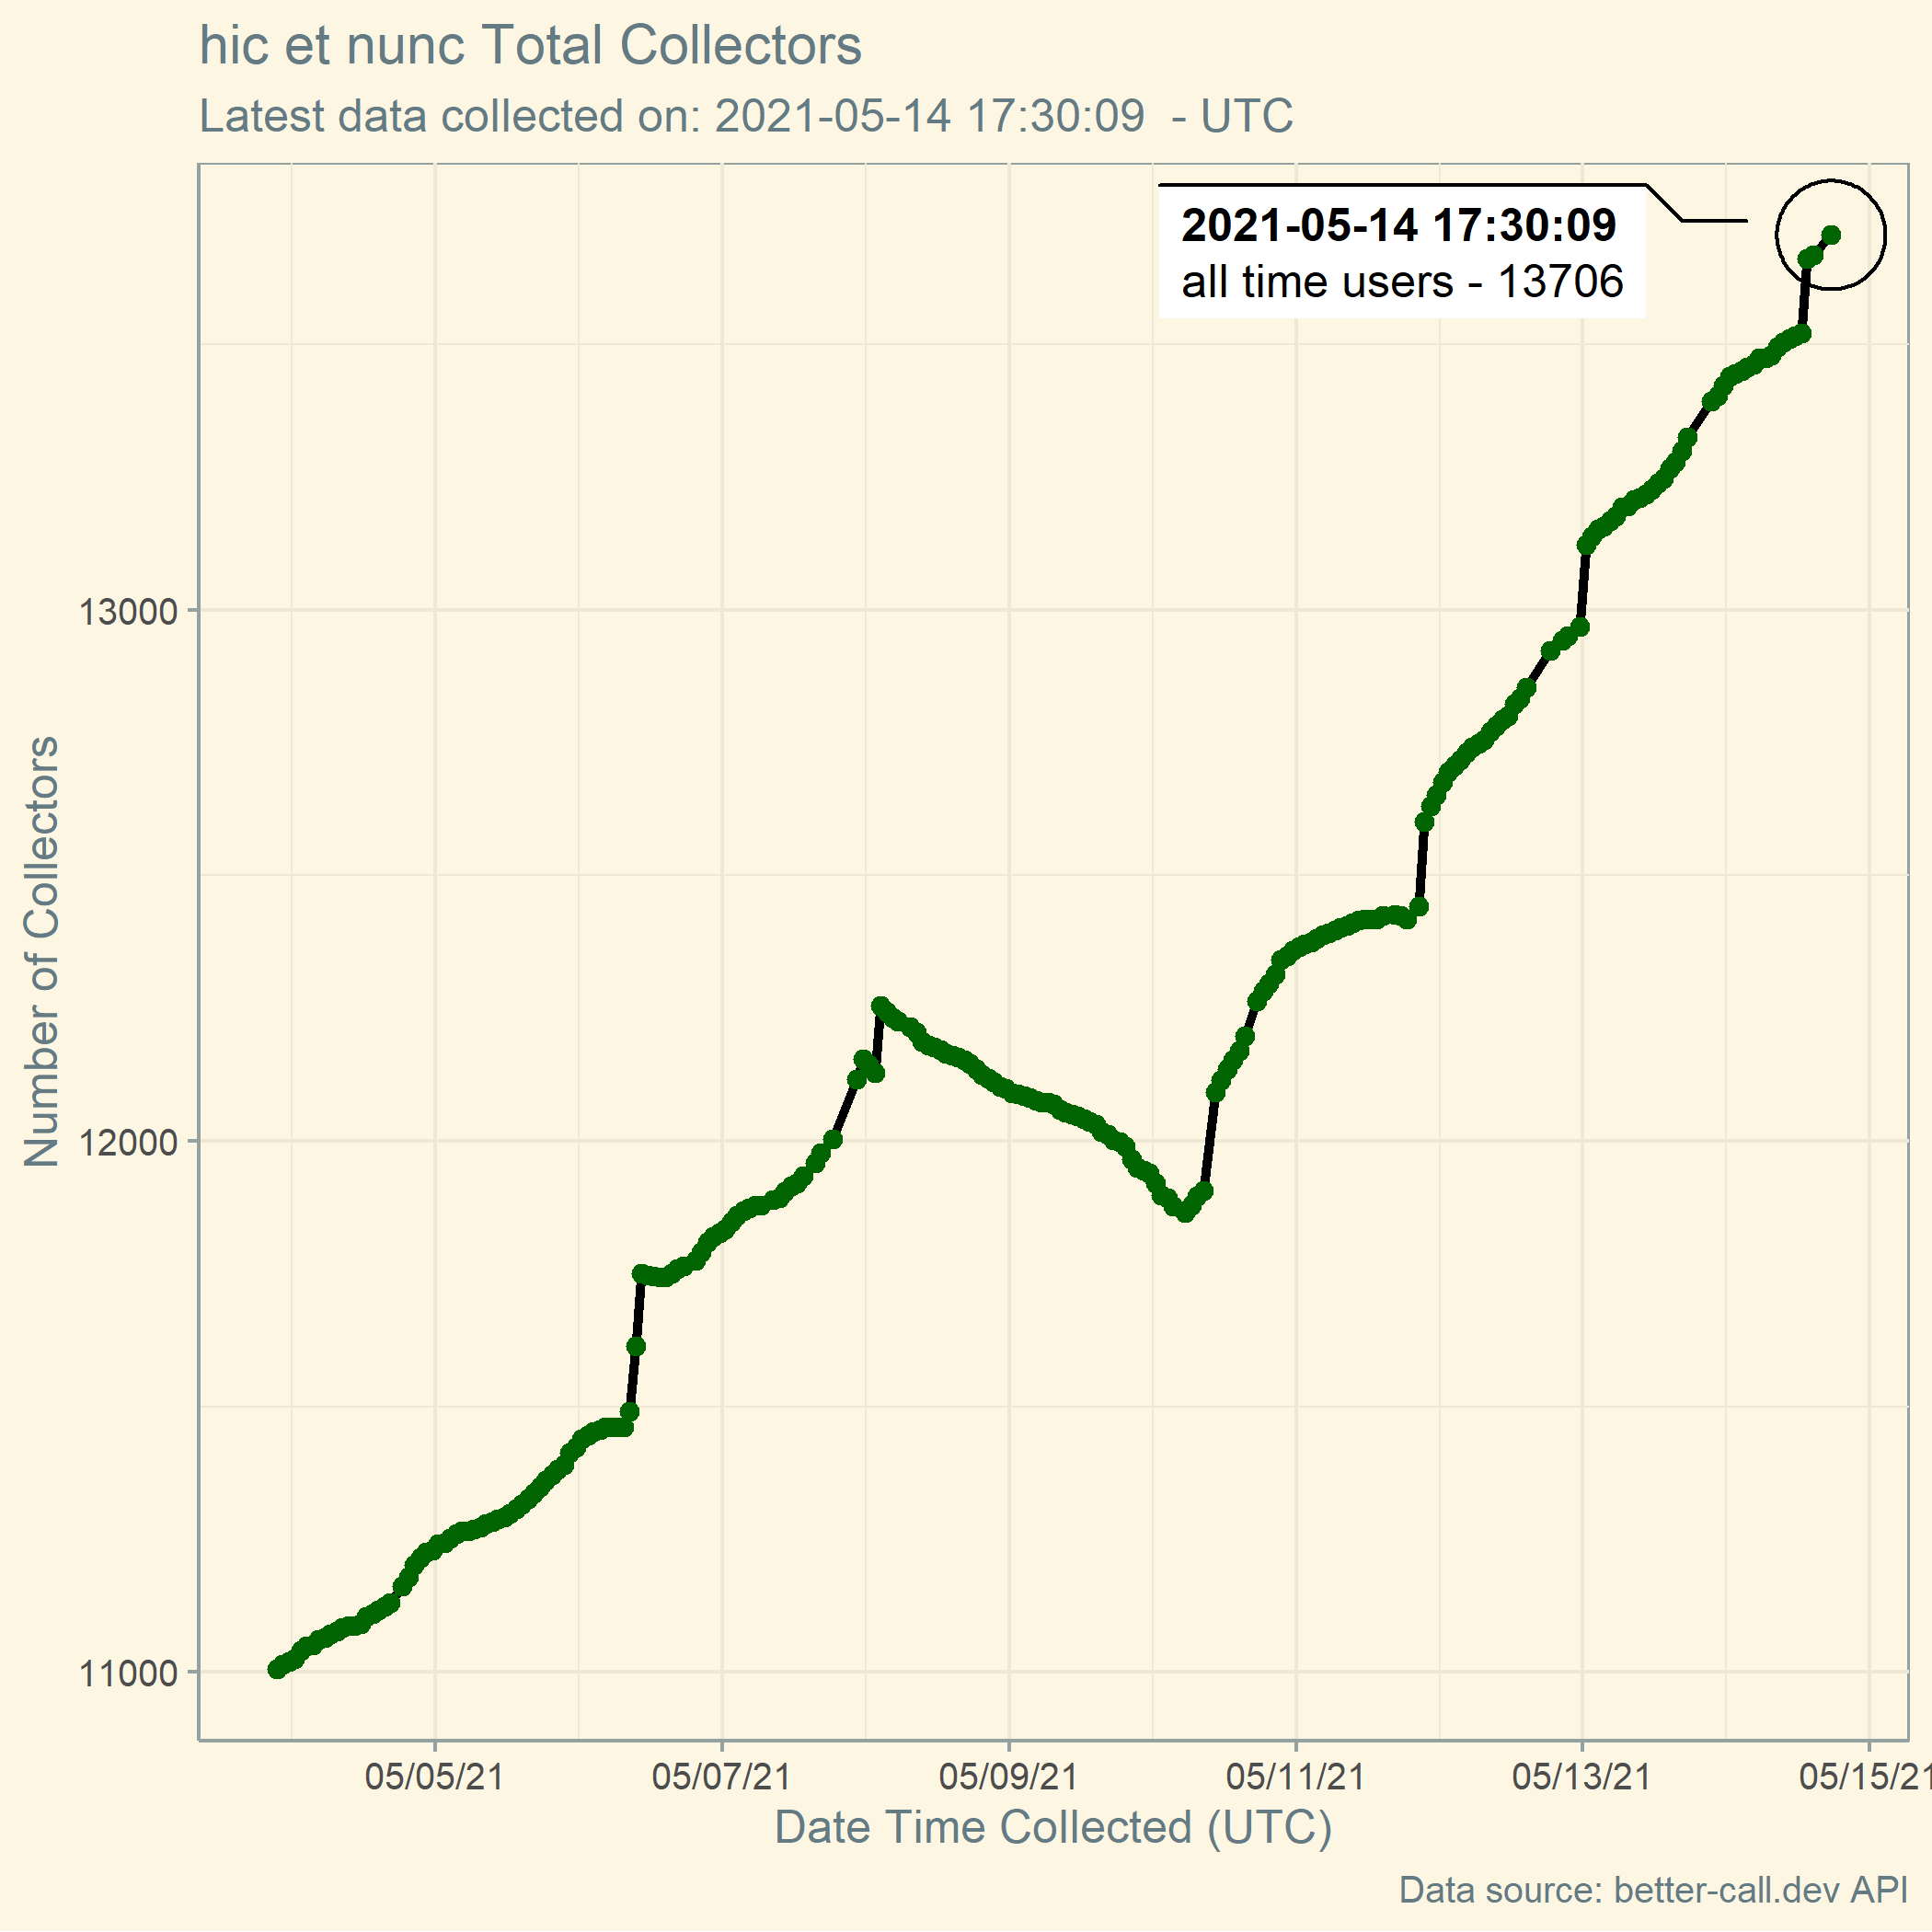 hic et nunc Total Collectors
Latest data collected on: 2021-05-14 17:30:09  - UTC
2021-05-14 17:30:09
all time users - 13706
Number of Collectors
13000
12000
11000
05/05/21
05/07/21
05/09/21
05/11/21
05/13/21
05/15/21
Date Time Collected (UTC)
Data source: better-call.dev API